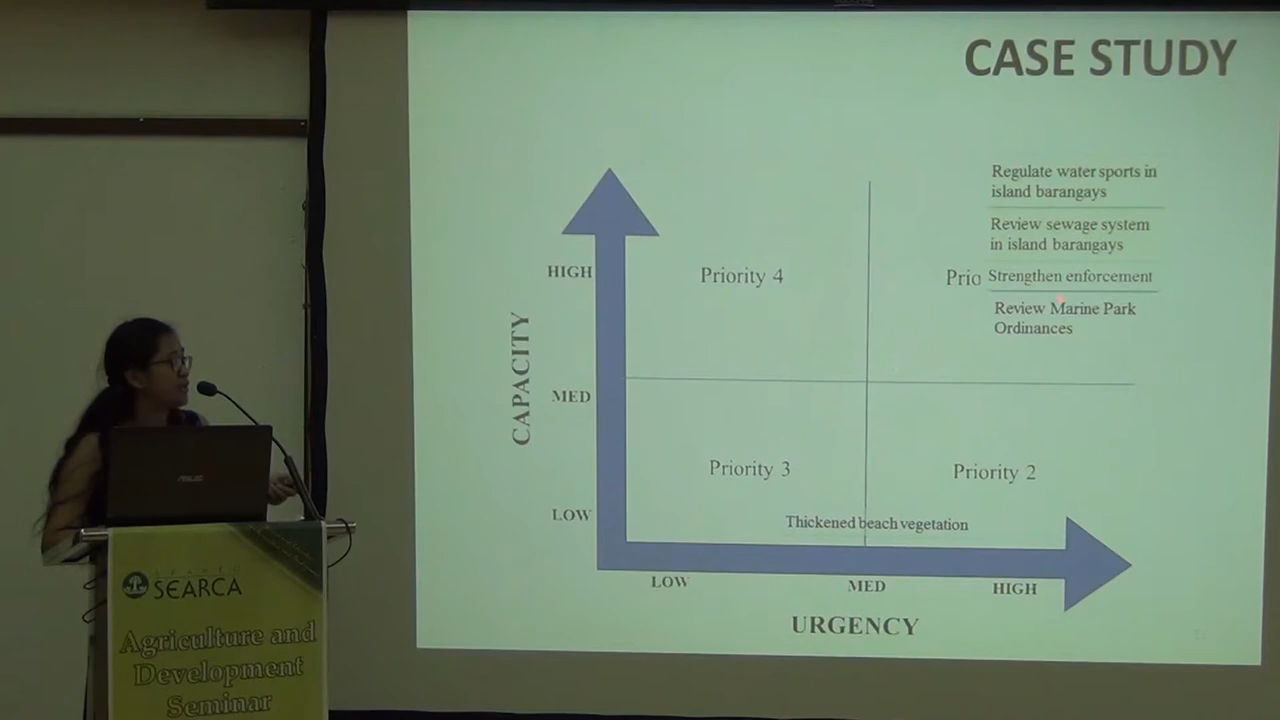 CASE STUDY
Regulate water sports in
island barangays
Review sewage system
in island barangays
HIGH
Priority 4
Prio
Strengthen enforcement
Review Marine Park
Ordinances
CAPACITY
MED
Priority 3
Priority 2
LOW
Thickened beach vegetation
LOW
MED
HIGH
URGENCY
ASUS
SEARCA
Agriculture and
Development
Seminar